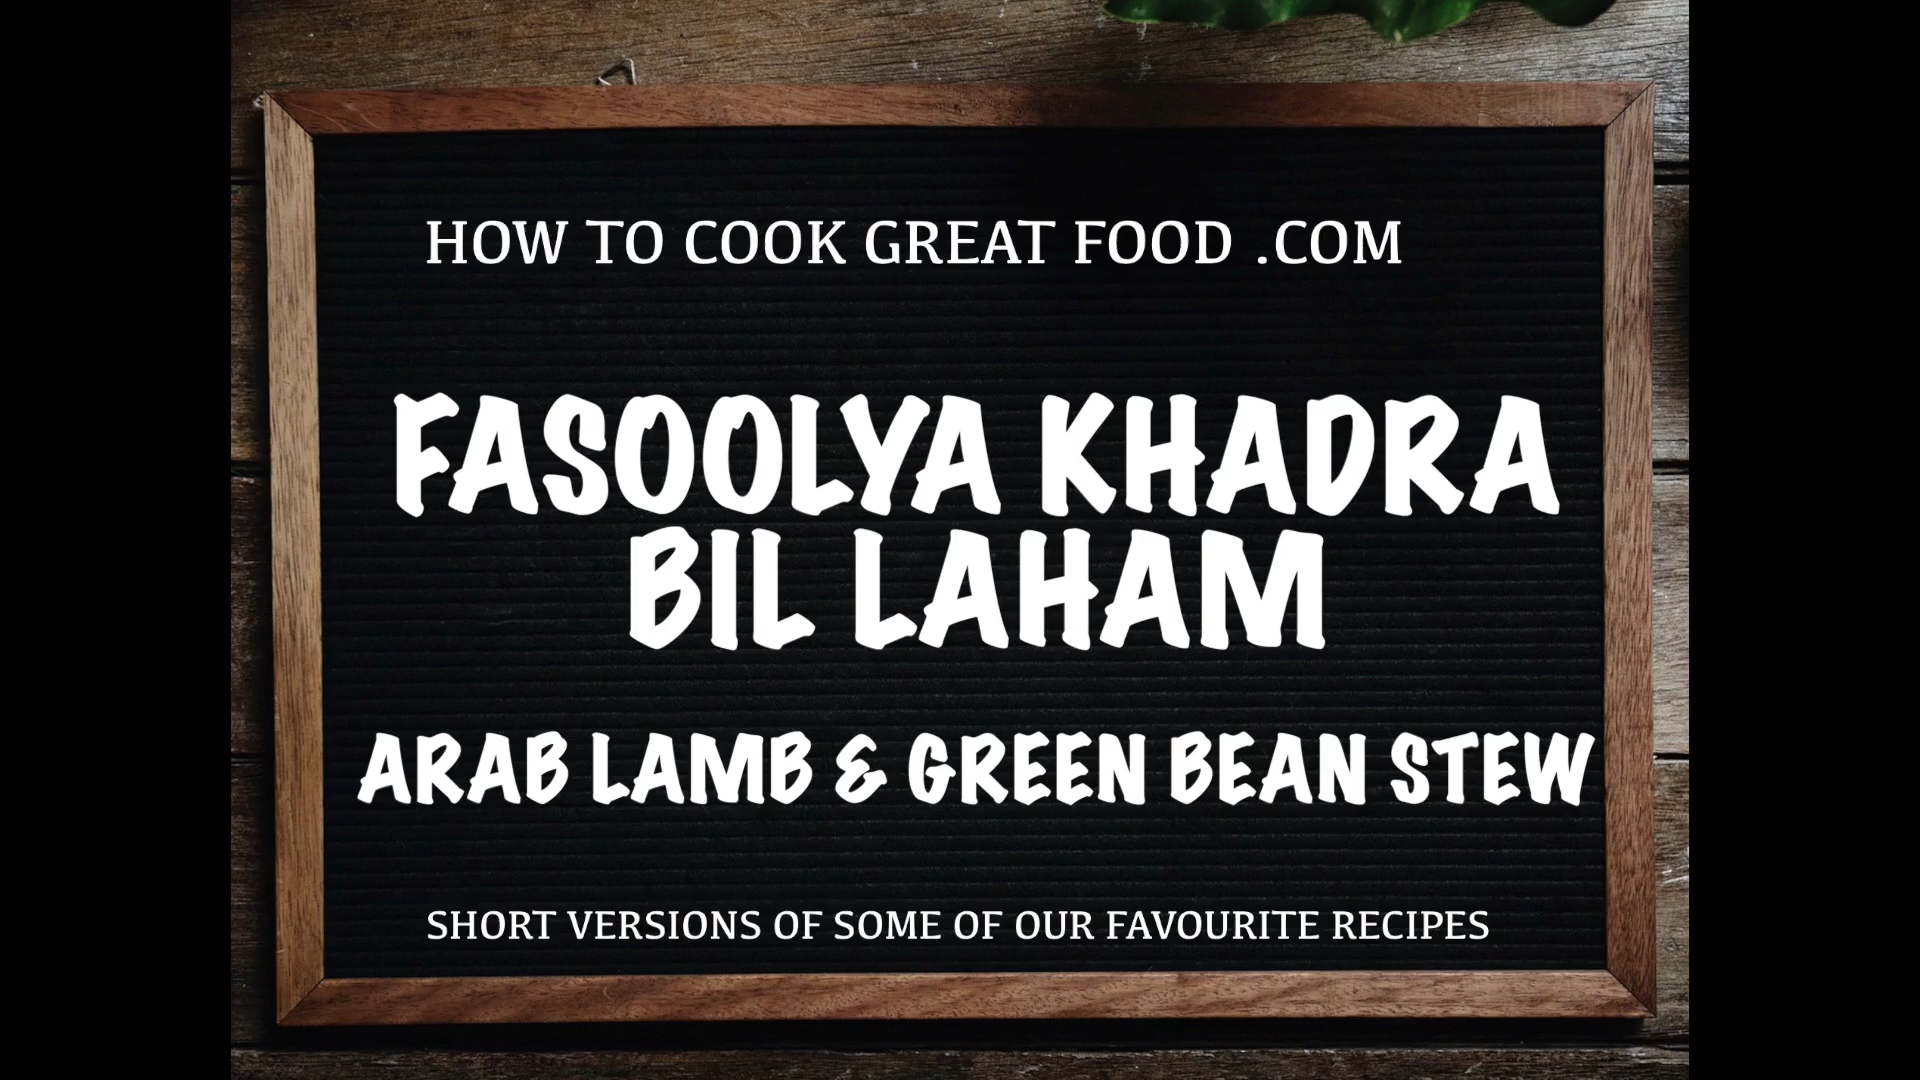 HOW TO COOK GREAT FOOD .COM
FASOOLYA KHADRA
BIL LAHAM
ARAB LAMB & GREEN BEAN STEW
SHORT VERSIONS OF SOME OF OUR FAVOURITE RECIPES